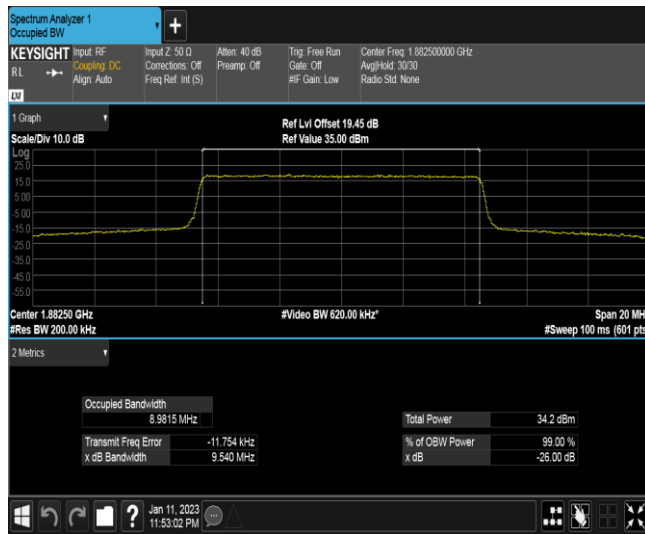 Spectrum Analyzer 1
Occupied BW
+
KEYSIGHT Input: RF Input Z: 50 Ω Atten: 40 dB Trig: Free Run Center Freq: 1.882500000 GHz
RL Coupling: DC Corrections: Off Preamp: Off Gate: Off Avg|Hold: 30/30
Align: Auto Freq Ref: Int (S) #IF Gain: Low Radio Std: None
LXI
1 Graph Ref Lvl Offset 19.45 dB
Scale/Div 10.0 dB Ref Value 35.00 dBm
Log
25.0
15.0
5.00
-5.00
-15.0
-25.0
-35.0
-45.0
-55.0
Center 1.88250 GHz #Video BW 620.00 kHz* Span 20 MH
#Res BW 200.00 kHz #Sweep 100 ms (601 pts
2 Metrics
Occupied Bandwidth
8.9815 MHz Total Power 34.2 dBm
Transmit Freq Error -11.754 kHz % of OBW Power 99.00 %
x dB Bandwidth 9.540 MHz x dB -26.00 dB
? Jan 11, 2023
11:53:02 PM